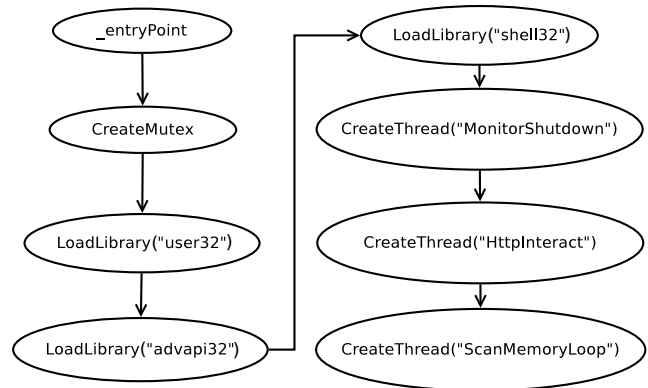 _entryPoint
CreateMutex
LoadLibrary("user32")
LoadLibrary("advapi32")
LoadLibrary("shell32")
CreateThread("MonitorShutdown")
CreateThread("HttpInteract")
CreateThread("ScanMemoryLoop")